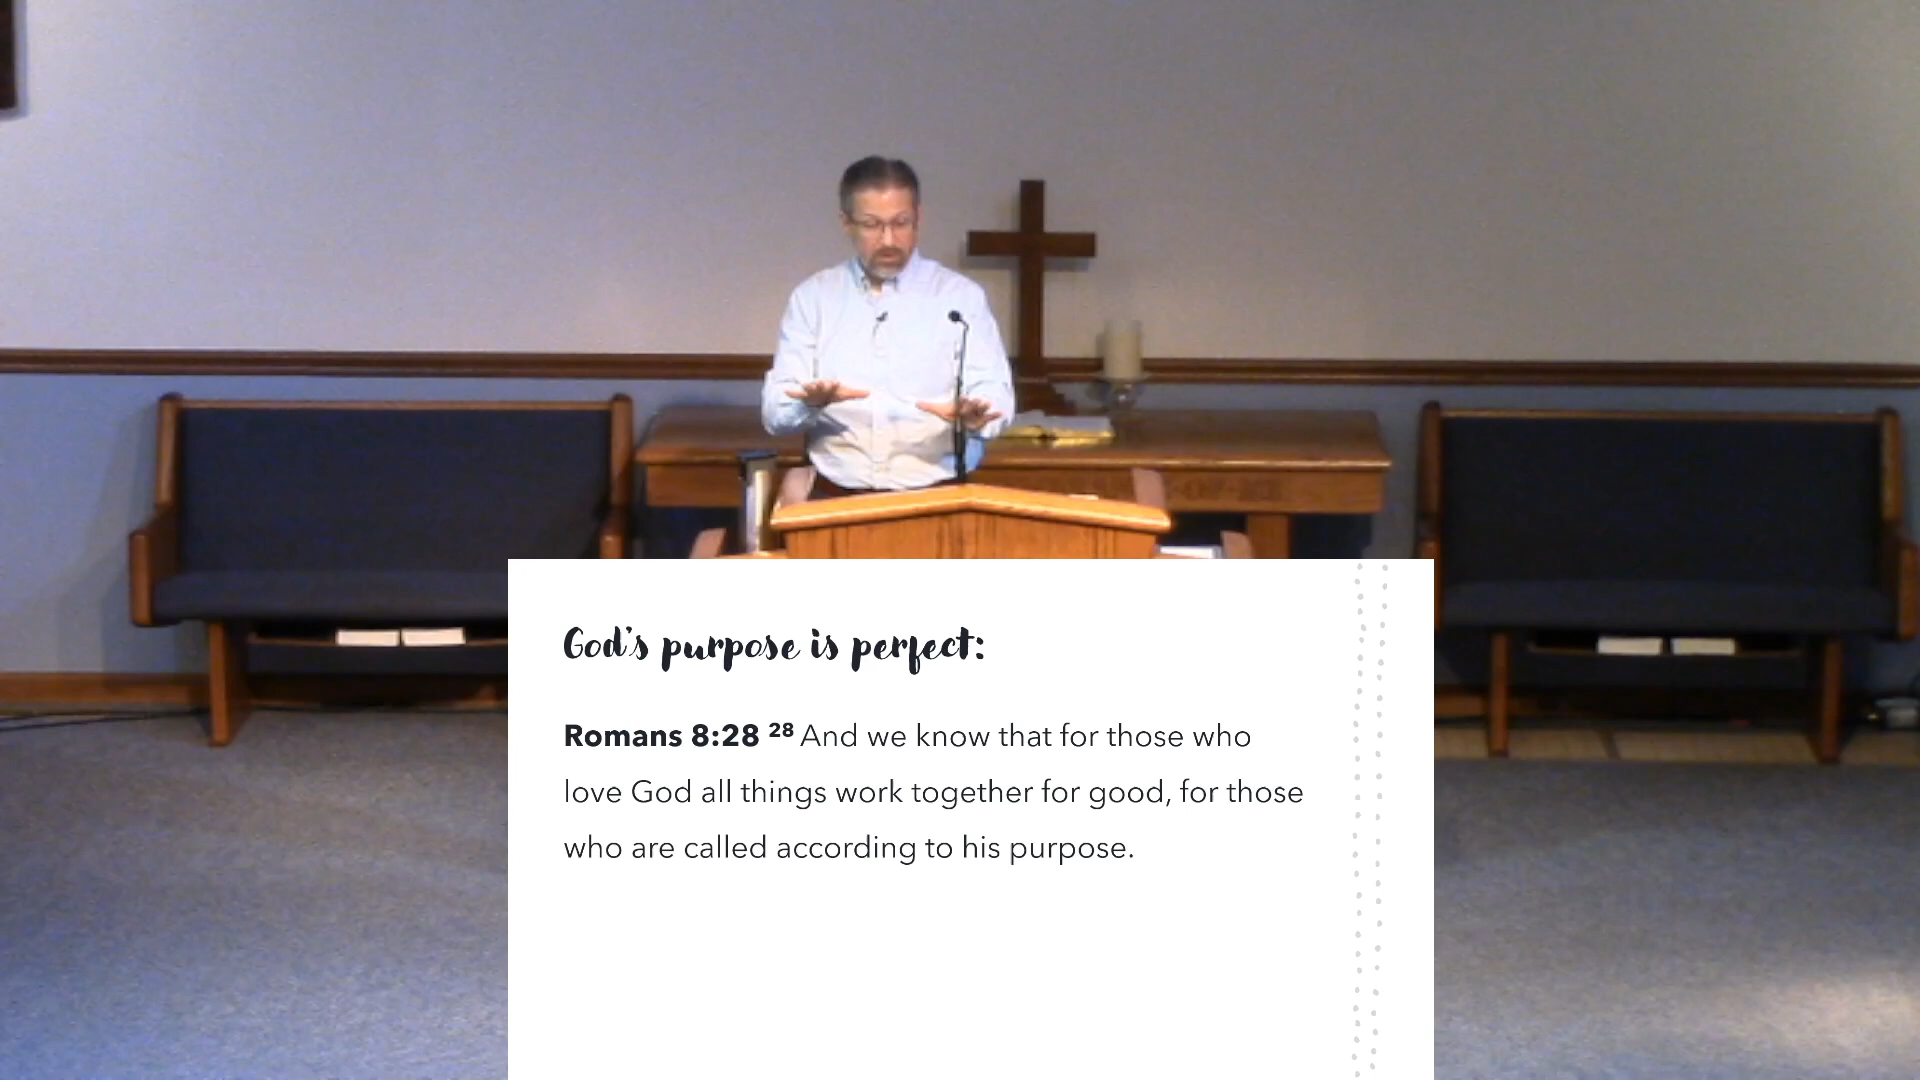 God's purpose is perfect:
Romans 8:28 ²⁸ And we know that for those who
love God all things work together for good, for those
who are called according to his purpose.